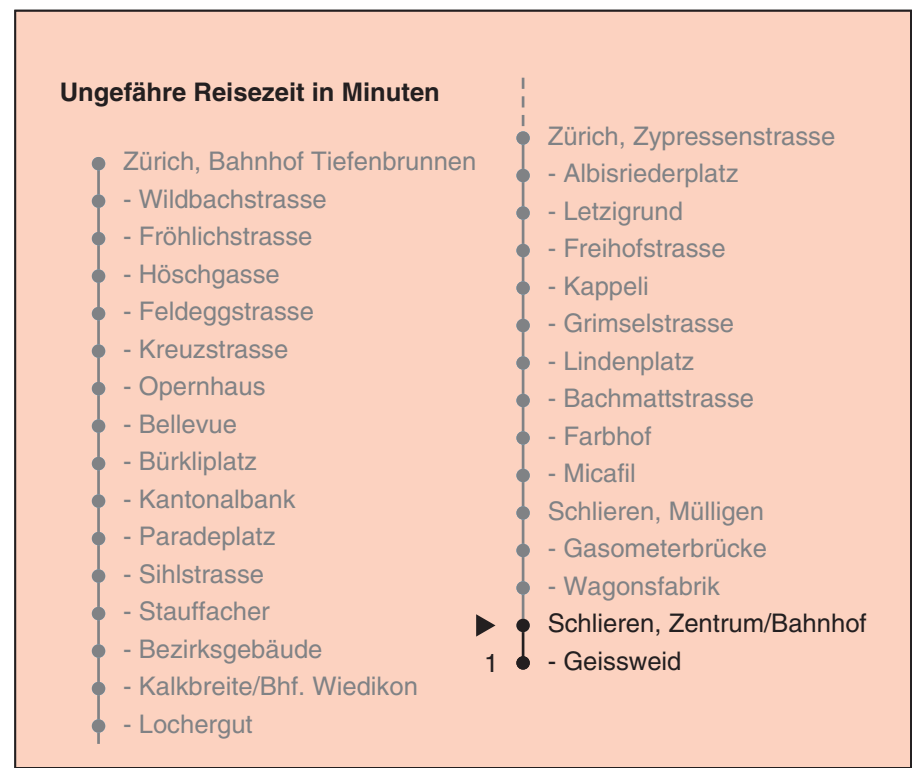 Ungefähre Reisezeit in Minuten
Zürich, Bahnhof Tiefenbrunnen
- Wildbachstrasse
- Fröhlichstrasse
- Höschgasse
- Feldeggstrasse
- Kreuzstrasse
- Opernhaus
- Bellevue
- Bürkliplatz
- Kantonalbank
- Paradeplatz
- Sihlstrasse
- Stauffacher
- Bezirksgebäude
- Kalkbreite/Bhf. Wiedikon
- Lochergut
Zürich, Zypressenstrasse
- Albisriederplatz
- Letzigrund
- Freihofstrasse
- Kappeli
- Grimselstrasse
- Lindenplatz
- Bachmattstrasse
- Farbhof
- Micafil
Schlieren, Mülligen
- Gasometerbrücke
- Wagonsfabrik
Schlieren, Zentrum/Bahnhof
1 - Geissweid